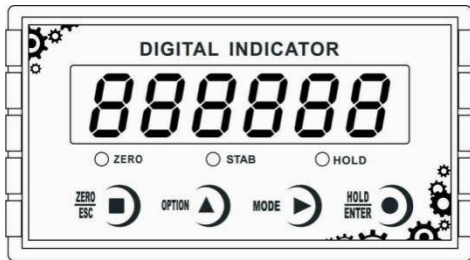 DIGITAL INDICATOR
888888
ZERO STAB HOLD
ZERO OPTION MODE HOLD
ESC ENTER